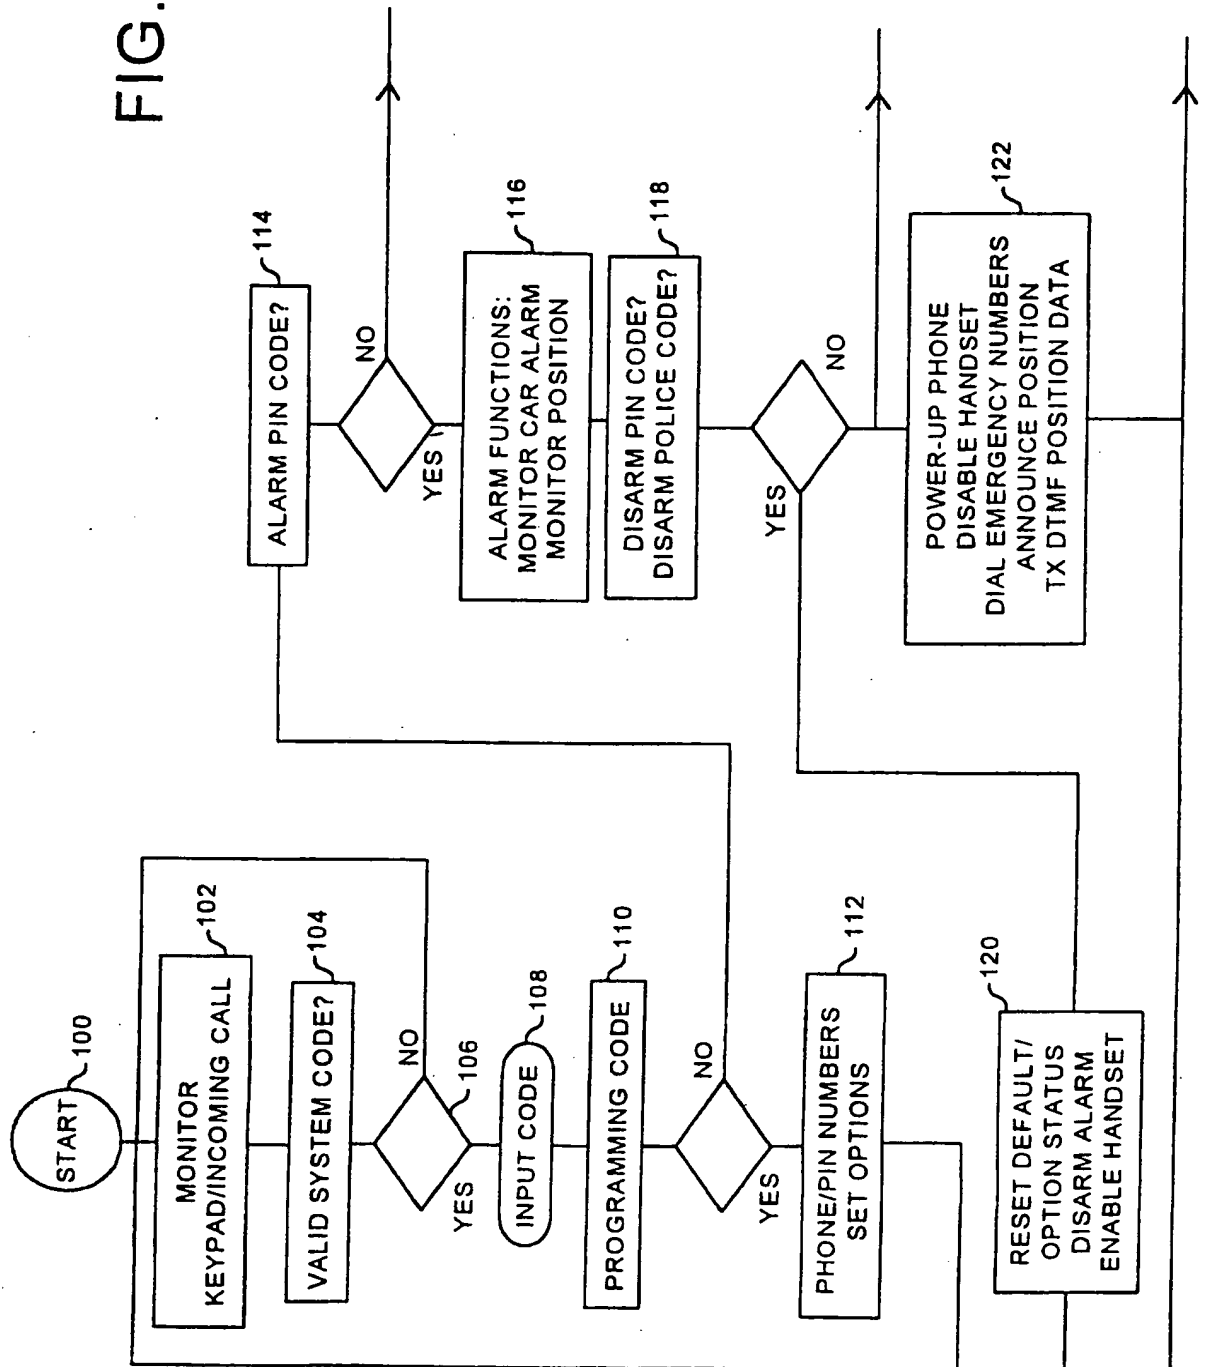 FIG.
START
100
MONITOR
KEYPAD/INCOMING CALL
102
VALID SYSTEM CODE?
104
NO
106
YES
INPUT CODE
108
PROGRAMMING CODE
110
NO
YES
PHONE/PIN NUMBERS
SET OPTIONS
112
ALARM PIN CODE?
114
NO
YES
ALARM FUNCTIONS:
MONITOR CAR ALARM
MONITOR POSITION
116
DISARM PIN CODE?
DISARM POLICE CODE?
118
NO
YES
RESET DEFAULT/
OPTION STATUS
DISARM ALARM
ENABLE HANDSET
120
POWER-UP PHONE
DISABLE HANDSET
DIAL EMERGENCY NUMBERS
ANNOUNCE POSITION
TX DTMF POSITION DATA
122